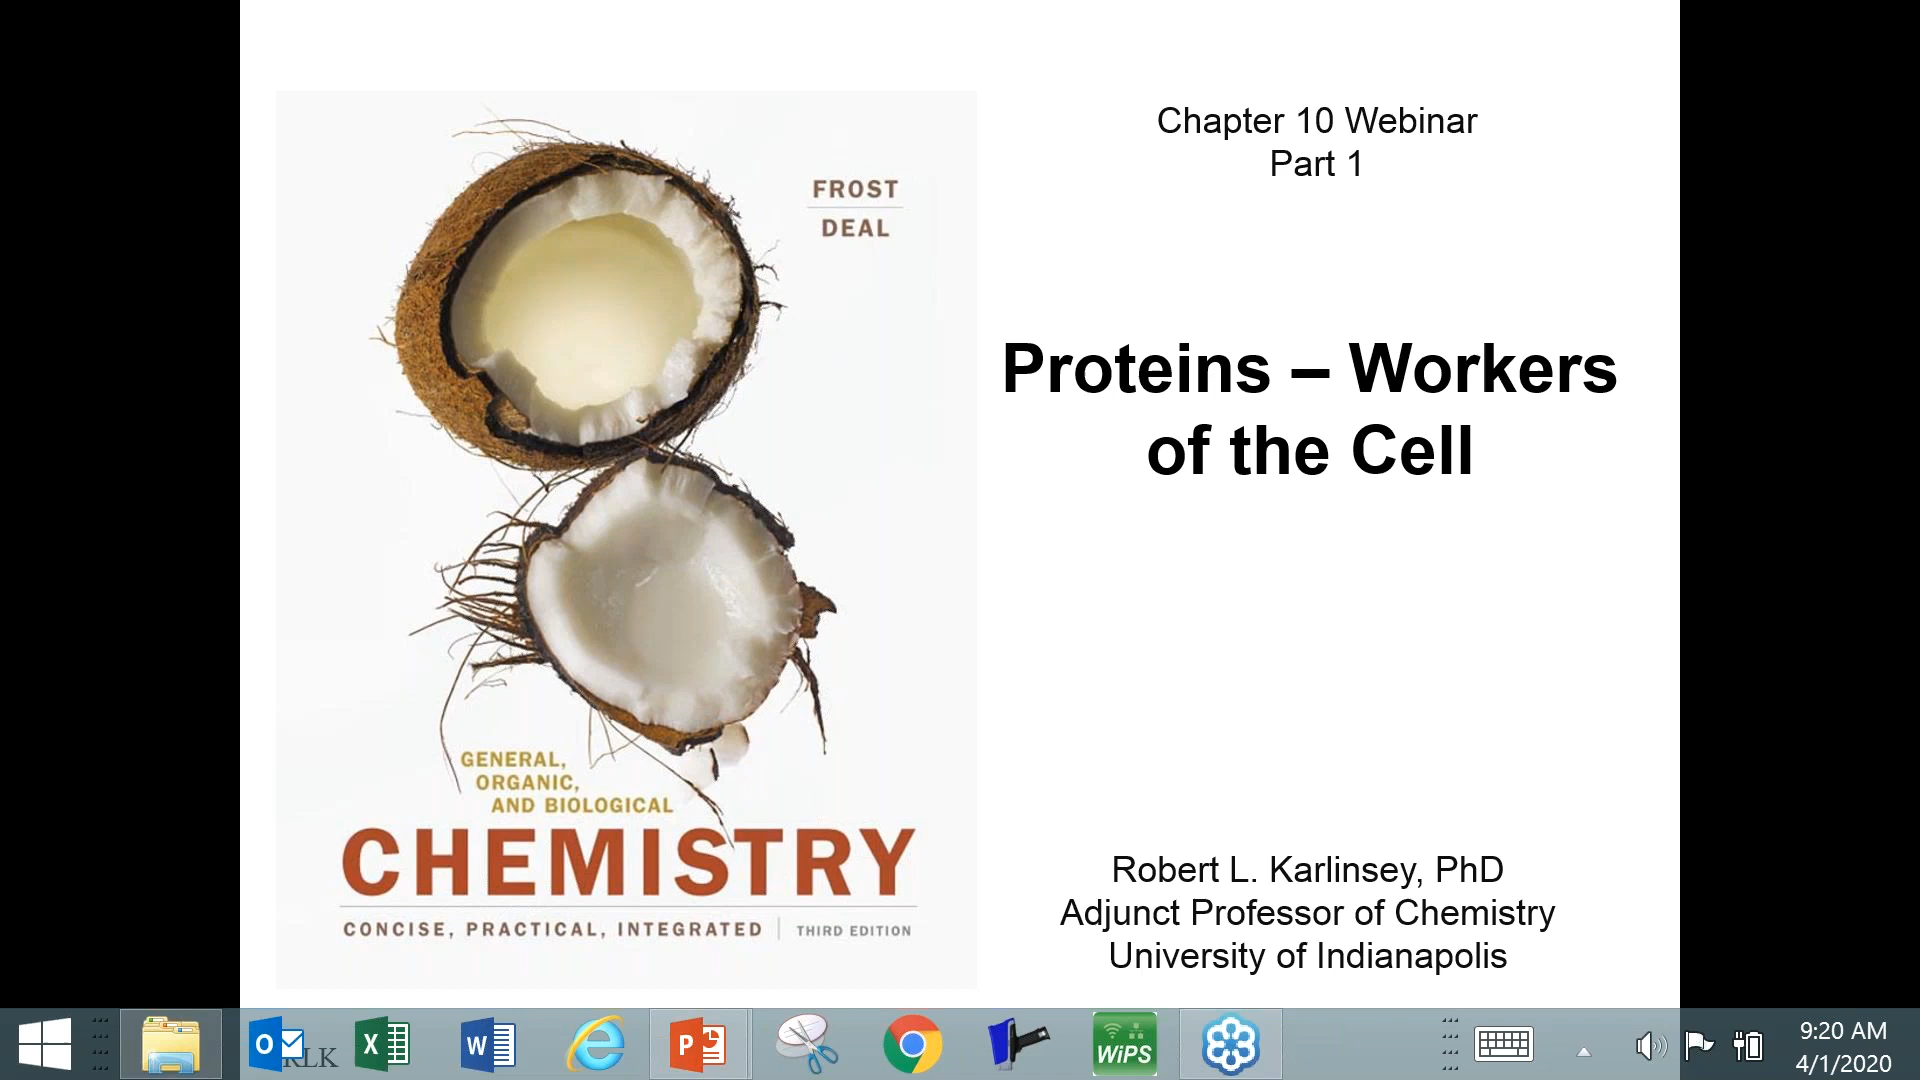 FROST
DEAL
GENERAL,
ORGANIC,
AND BIOLOGICAL
CHEMISTRY
CONCISE, PRACTICAL, INTEGRATED | THIRD EDITION
Chapter 10 Webinar
Part 1
Proteins – Workers
of the Cell
Robert L. Karlinsey, PhD
Adjunct Professor of Chemistry
University of Indianapolis
RLK
WiPS
9:20 AM
4/1/2020